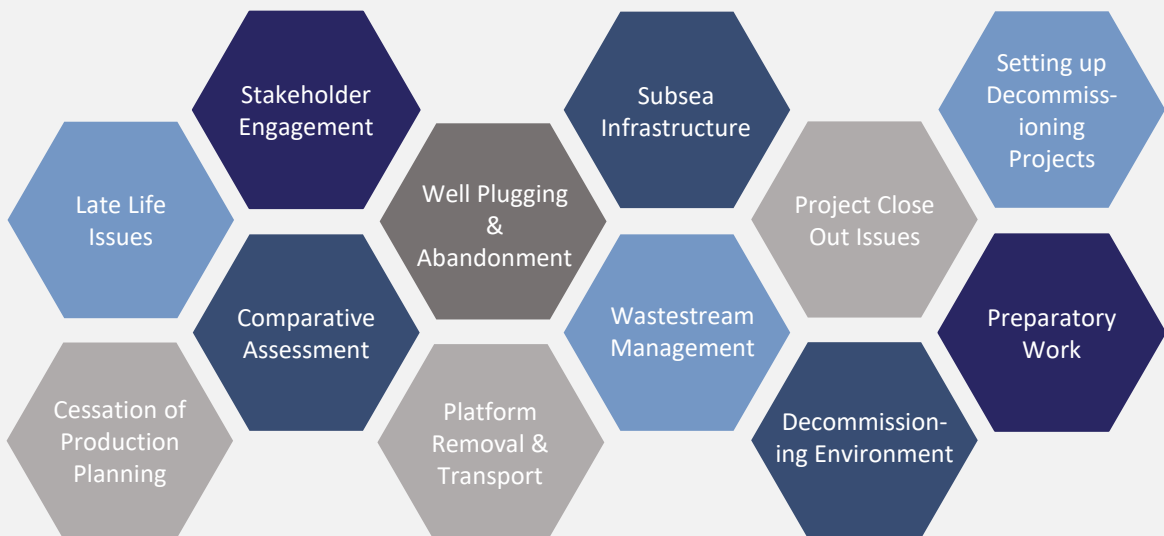 Stakeholder
Engagement
Subsea
Infrastructure
Setting up
Decommiss-
ioning
Projects
Late Life
Issues
Well Plugging
&
Abandonment
Project Close
Out Issues
Comparative
Assessment
Wastestream
Management
Preparatory
Work
Cessation of
Production
Planning
Platform
Removal &
Transport
Decommission-
ing Environment